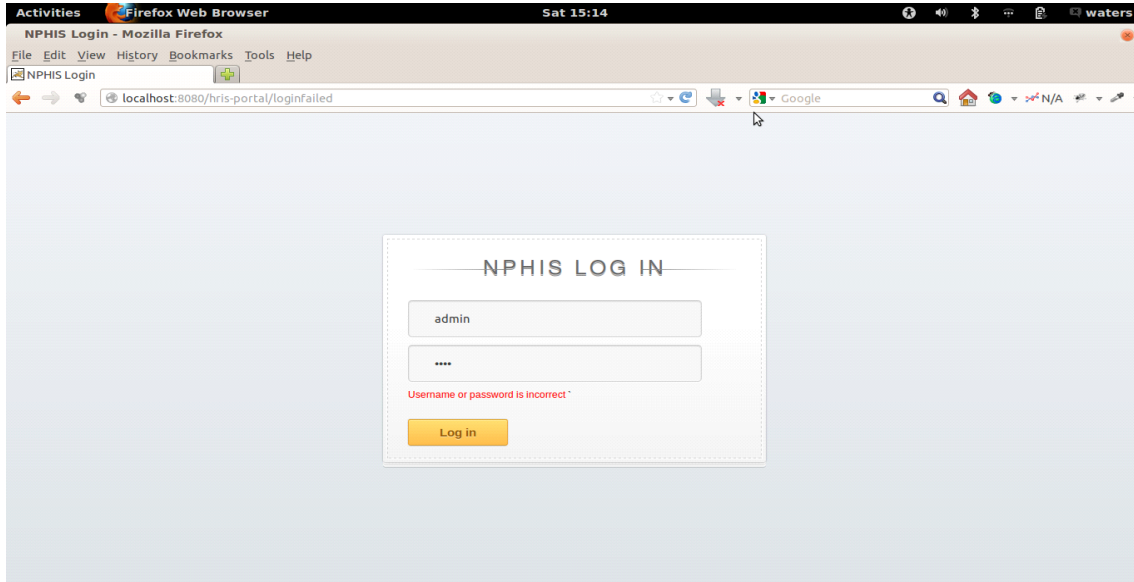 Activities Firefox Web Browser Sat 15:14 waters
NPHIS Login - Mozilla Firefox
File Edit View History Bookmarks Tools Help
NPHIS Login
localhost:8080/hris-portal/loginfailed Google N/A
NPHIS LOG IN
admin
••••
Username or password is incorrect `
Log in